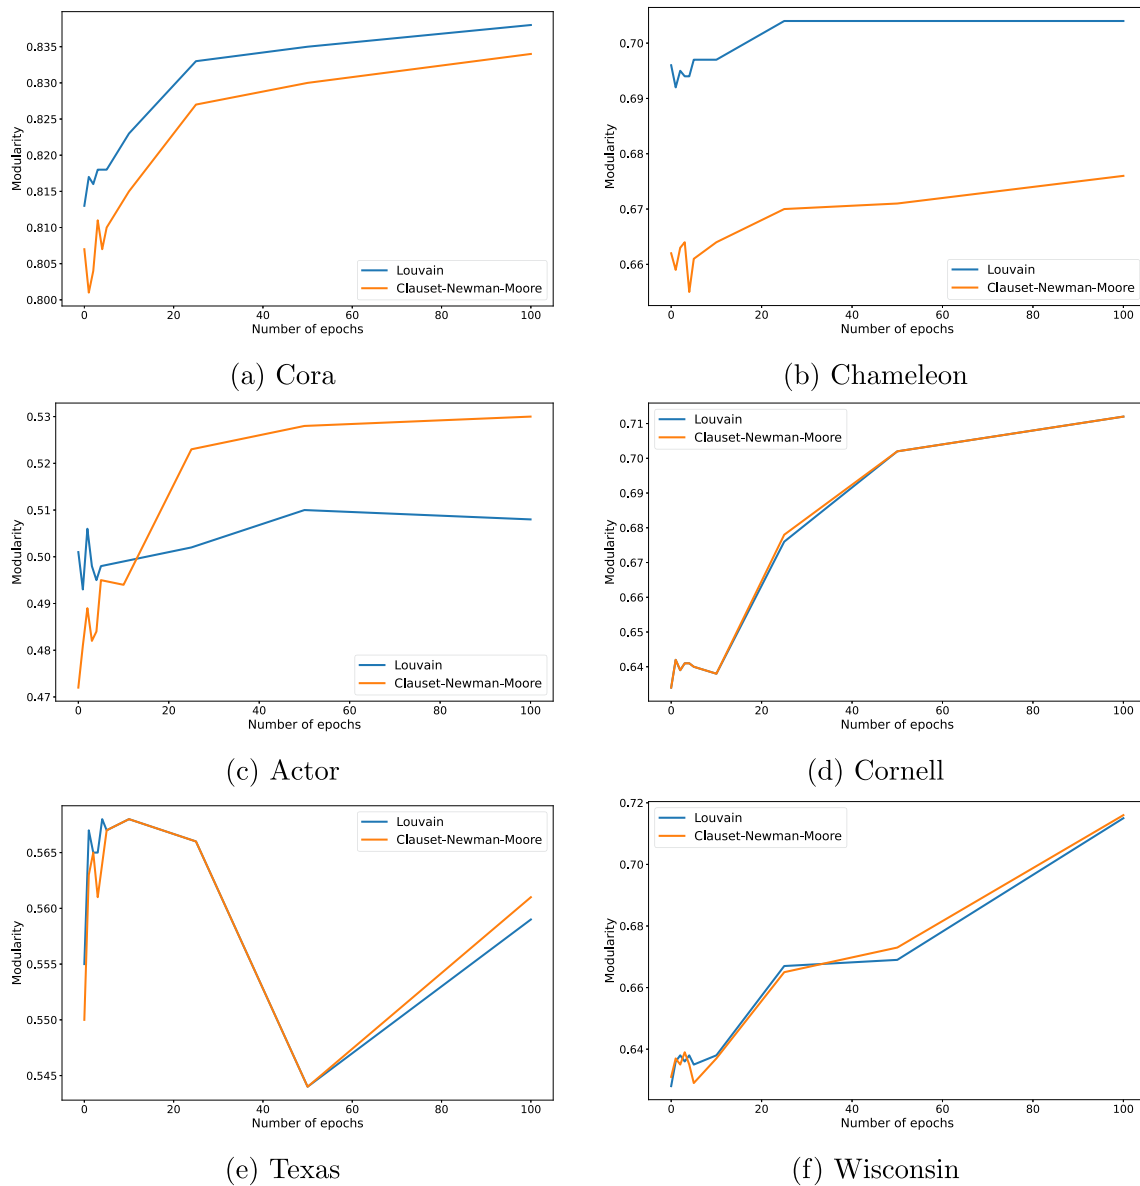 0.835
0.830
0.825
0.820
0.815
0.810
0.805
0.800
Modularity
0 20 40 60 80 100
Number of epochs
Louvain
Clauset-Newman-Moore
(a) Cora
0.70
0.69
0.68
0.67
0.66
Modularity
0 20 40 60 80 100
Number of epochs
Louvain
Clauset-Newman-Moore
(b) Chameleon
0.53
0.52
0.51
0.50
0.49
0.48
0.47
Modularity
0 20 40 60 80 100
Number of epochs
Louvain
Clauset-Newman-Moore
(c) Actor
0.71
0.70
0.69
0.68
0.67
0.66
0.65
0.64
Modularity
0 20 40 60 80 100
Number of epochs
Louvain
Clauset-Newman-Moore
(d) Cornell
0.565
0.560
0.555
0.550
0.545
Modularity
0 20 40 60 80 100
Number of epochs
Louvain
Clauset-Newman-Moore
(e) Texas
0.72
0.70
0.68
0.66
0.64
Modularity
0 20 40 60 80 100
Number of epochs
Louvain
Clauset-Newman-Moore
(f) Wisconsin